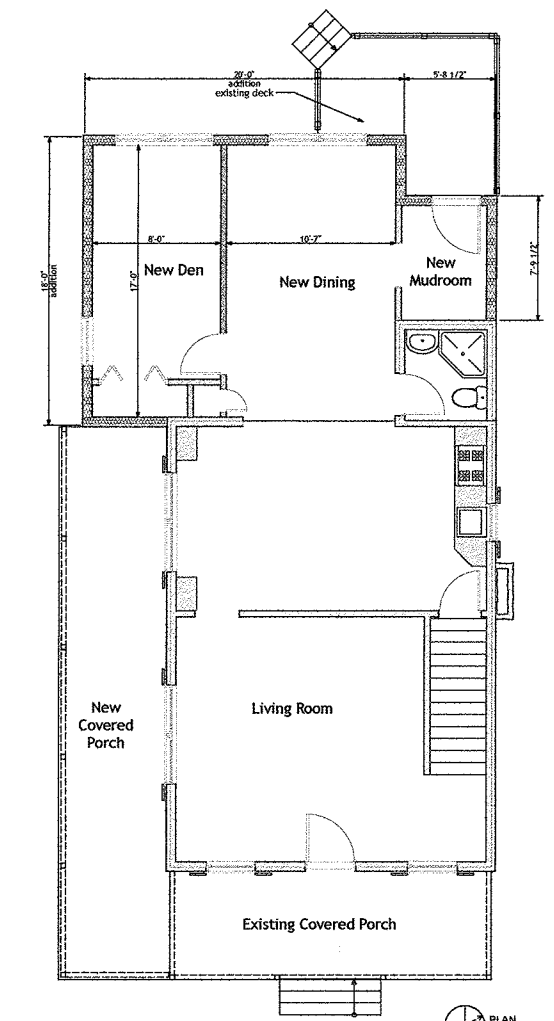 20'-0"
addition
existing deck
5'-8 1/2"
8'-0"
10'-7"
New Den
New Dining
New
Mudroom
7'-9 1/2"
18'-0"
addition
17'-0"
New
Covered
Porch
Living Room
Existing Covered Porch
PLAN